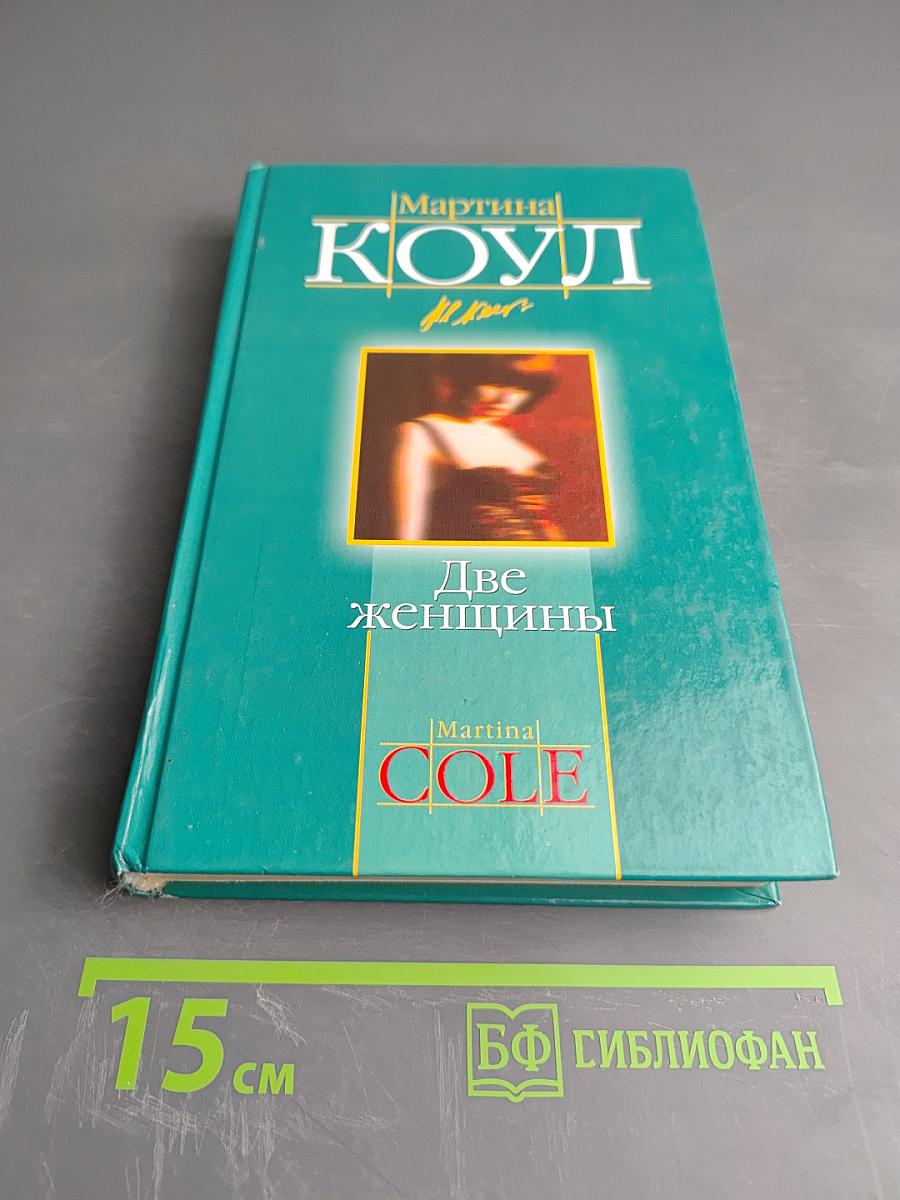 Мартина
КОУЛ
Две
женщины
Martina
COLE
15 см
БФ БИБЛИОФАН